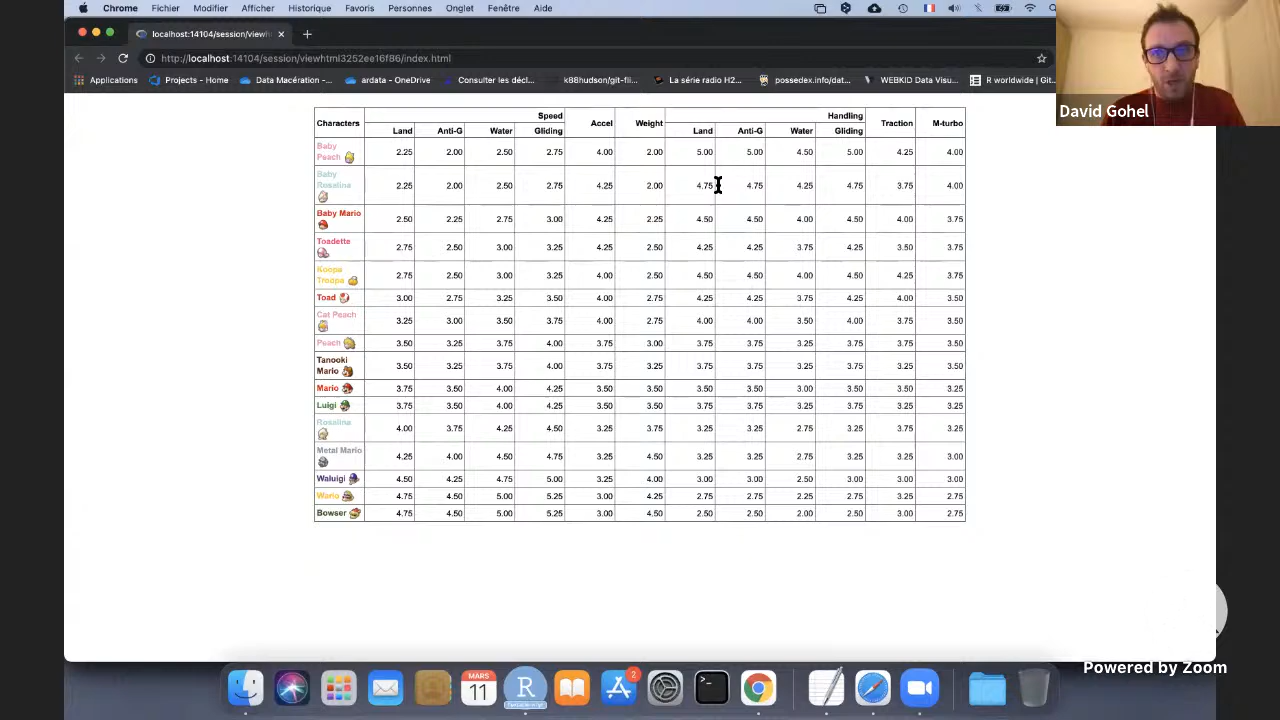 Chrome Fichier Modifier Afficher Historique Favoris Personnes Onglet Fenêtre Aide
localhost:14104/session/viewh
http://localhost:14104/session/viewhtml3252ee16f86/index.html
Applications Projects - Home Data Macération... ardata - OneDrive Consulter les décl... k88hudson/git-fli... La série radio H2... possedex.info/dat... WEBKID Data Visu... R worldwide | Git...
David Gohel
Characters Speed Accel Weight Handling Traction M-turbo
Land Anti-G Water Gliding Land Anti-G Water Gliding
Baby
Peach 2.25 2.00 2.50 2.75 4.00 2.00 5.00 5.00 4.50 5.00 4.25 4.00
Baby
Rosalina 2.25 2.00 2.50 2.75 4.25 2.00 4.75 4.75 4.25 4.75 3.75 4.00
Baby Mario 2.50 2.25 2.75 3.00 4.25 2.25 4.50 4.50 4.00 4.50 4.00 3.75
Toadette 2.75 2.50 3.00 3.25 4.25 2.50 4.25 4.25 3.75 4.25 3.50 3.75
Koopa
Troopa 2.75 2.50 3.00 3.25 4.00 2.50 4.50 4.50 4.00 4.50 4.25 3.75
Toad 3.00 2.75 3.25 3.50 4.00 2.75 4.25 4.25 3.75 4.25 4.00 3.50
Cat Peach 3.25 3.00 3.50 3.75 4.00 2.75 4.00 4.00 3.50 4.00 3.75 3.50
Peach 3.50 3.25 3.75 4.00 3.75 3.00 3.75 3.75 3.25 3.75 3.75 3.50
Tanooki
Mario 3.50 3.25 3.75 4.00 3.75 3.25 3.75 3.75 3.25 3.75 3.25 3.50
Mario 3.75 3.50 4.00 4.25 3.50 3.50 3.50 3.50 3.00 3.50 3.50 3.25
Luigi 3.75 3.50 4.00 4.25 3.50 3.50 3.75 3.75 3.25 3.75 3.25 3.25
Rosalina 4.00 3.75 4.25 4.50 3.25 3.75 3.25 3.25 2.75 3.25 3.75 3.25
Metal Mario 4.25 4.00 4.50 4.75 3.25 4.50 3.25 3.25 2.75 3.25 3.25 3.00
Waluigi 4.50 4.25 4.75 5.00 3.25 4.00 3.00 3.00 2.50 3.00 3.00 3.00
Wario 4.75 4.50 5.00 5.25 3.00 4.25 2.75 2.75 2.25 2.75 3.25 2.75
Bowser 4.75 4.50 5.00 5.25 3.00 4.50 2.50 2.50 2.00 2.50 3.00 2.75
Powered by Zoom
MARS
11
R
2